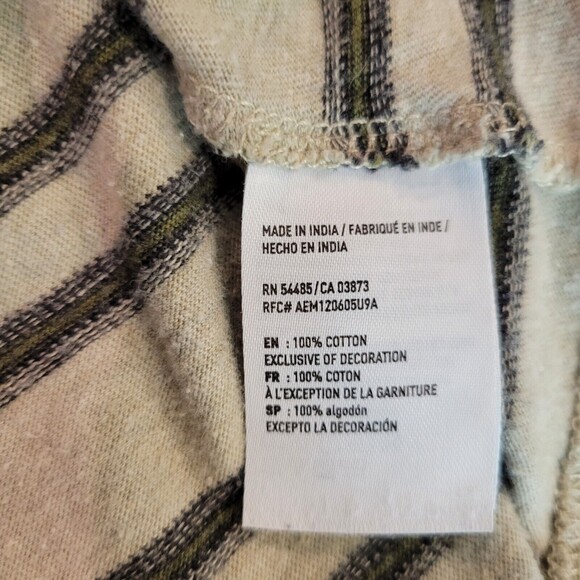 MADE IN INDIA / FABRIQUÉ EN INDE /
HECHO EN INDIA
RN 54485/CA 03873
RFC# AEM120605U9A
EN : 100% COTTON
EXCLUSIVE OF DECORATION
FR : 100% COTON
À L'EXCEPTION DE LA GARNITURE
SP : 100% algodón
EXCEPTO LA DECORACIÓN